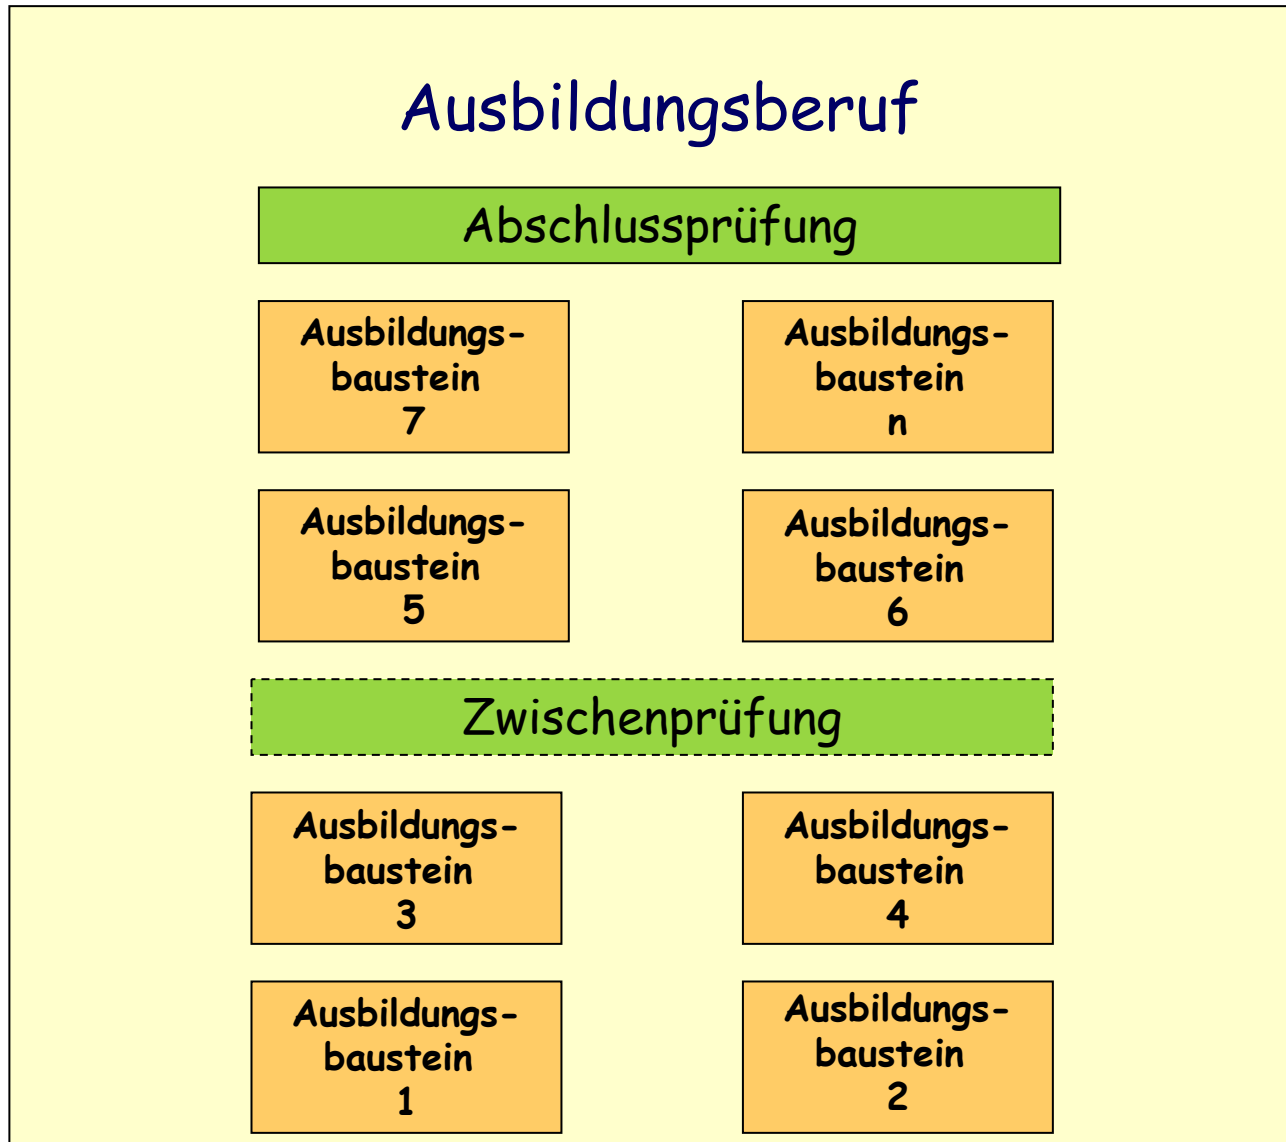 Ausbildungsberuf
Abschlussprüfung
Ausbildungs-
baustein
7
Ausbildungs-
baustein
n
Ausbildungs-
baustein
5
Ausbildungs-
baustein
6
Zwischenprüfung
Ausbildungs-
baustein
3
Ausbildungs-
baustein
4
Ausbildungs-
baustein
1
Ausbildungs-
baustein
2